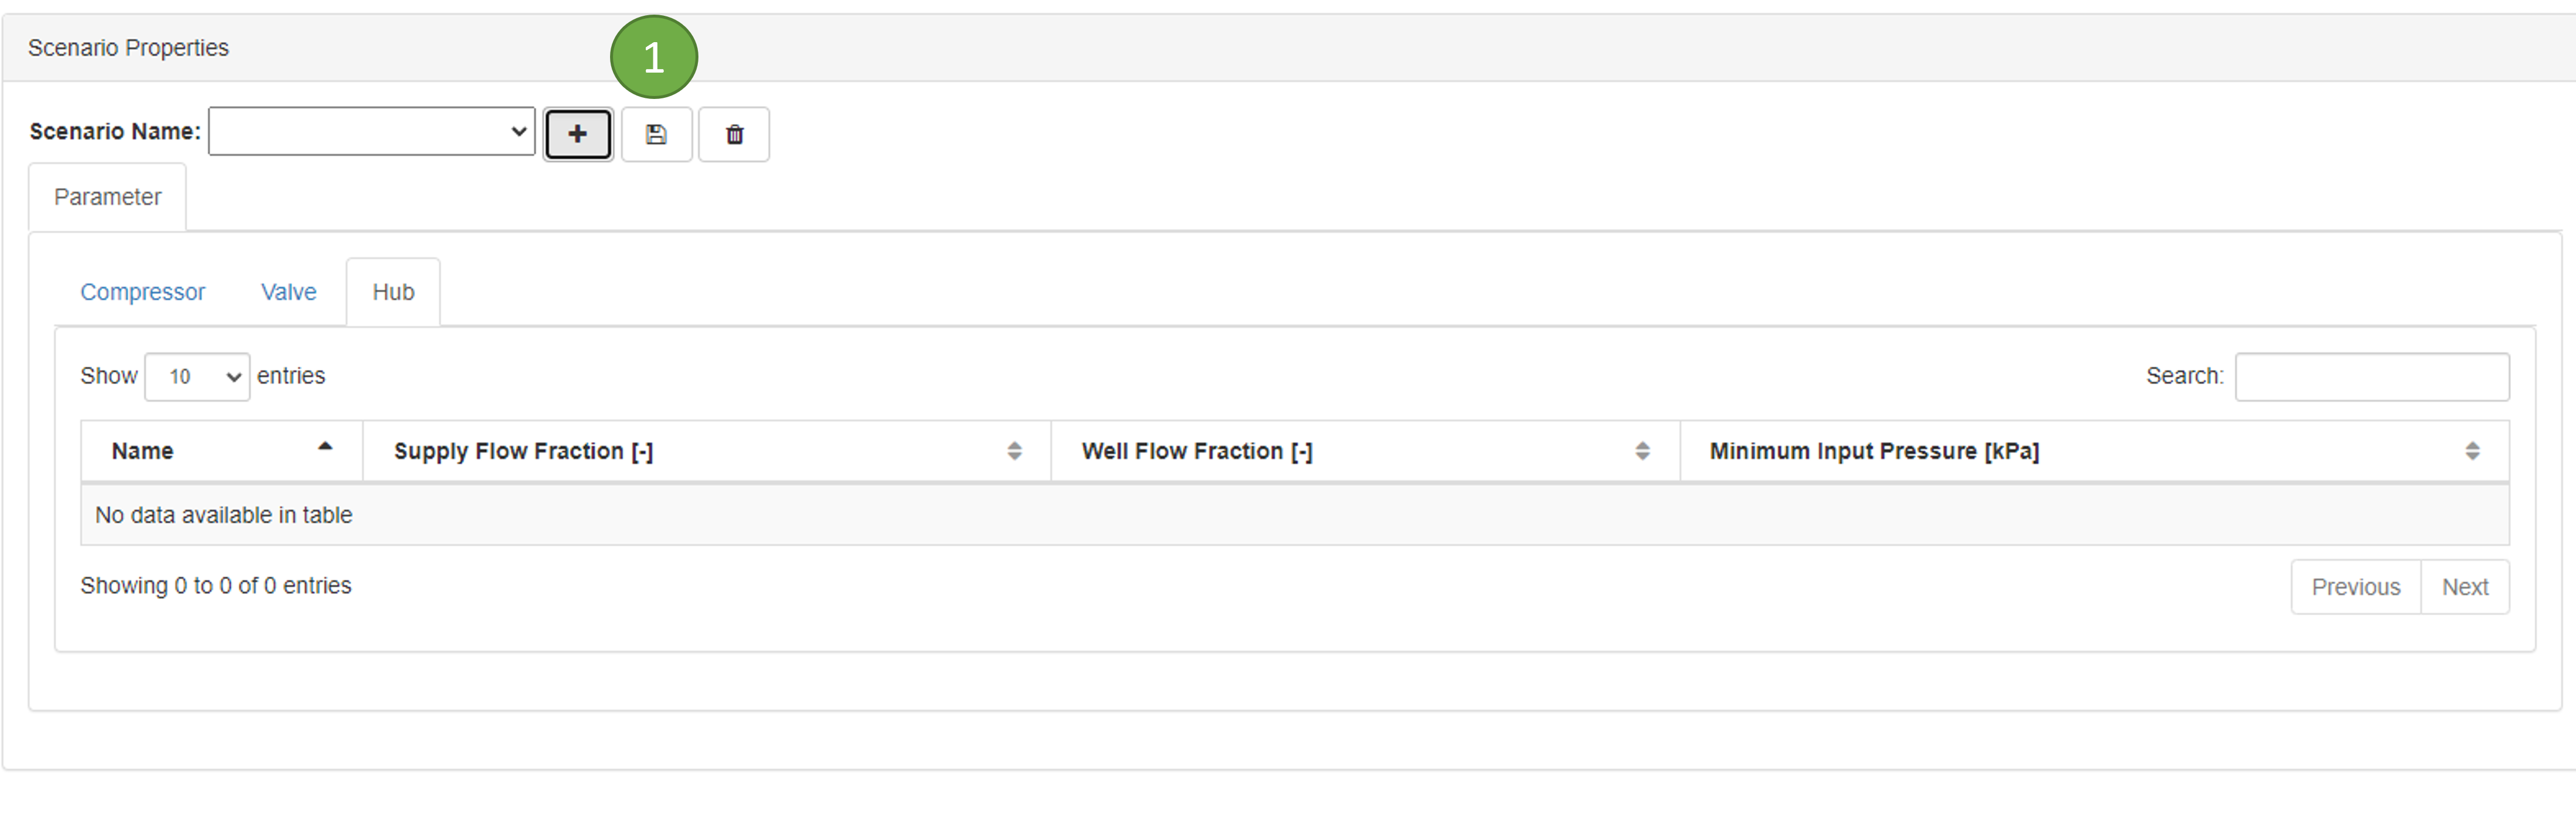 Scenario Properties
1
Scenario Name:
Parameter
Compressor Valve Hub
Show 10 entries Search:
Name Supply Flow Fraction [-] Well Flow Fraction [-] Minimum Input Pressure [kPa]
No data available in table
Showing 0 to 0 of 0 entries Previous Next